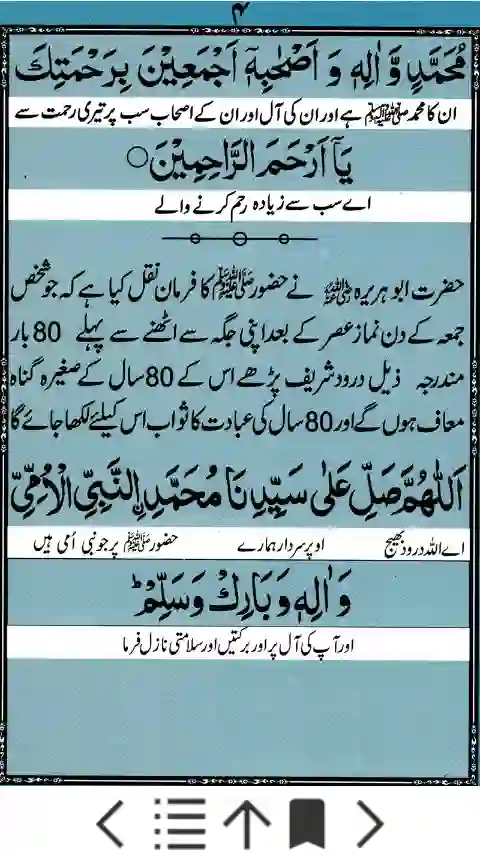 ۴
مُحَمَّدٍ وَّ اٰلِهٖ وَ اَصْحٰبِهٖٓ اَجْمَعِيْنَ بِرَحْمَتِكَ
ان کا محمد ﷺ ہے اور ان کی آل اور ان کے اصحاب سب پر تیری رحمت سے
يَآ اَرْحَمَ الرَّاحِمِيْنَ○
اے سب سے زیادہ رحم کرنے والے
حضرت ابو ہریرہ رضی اللہ عنہ نے حضور ﷺ کا فرمان نقل کیا ہے کہ جو شخص
جمعہ کے دن نماز عصر کے بعد اپنی جگہ سے اٹھنے سے پہلے 80 بار
مندرجہ ذیل درود شریف پڑھے اس کے 80 سال کے صغیرہ گناہ
معاف ہوں گے اور 80 سال کی عبادت کا ثواب اس کیلئے لکھا جائے گا
اَللّٰهُمَّ صَلِّ عَلٰى سَيِّدِنَا مُحَمَّدِ ۨالنَّبِيِّ الْاُمِّيِّ
اے اللہ درود بھیج اوپر سردار ہمارے حضور ﷺ پر جو نبی اُمی ہیں
وَ اٰلِهٖ وَ بَارِكْ وَ سَلِّمْ ؕ
اور آپ کی آل پر اور برکتیں اور سلامتی نازل فرما